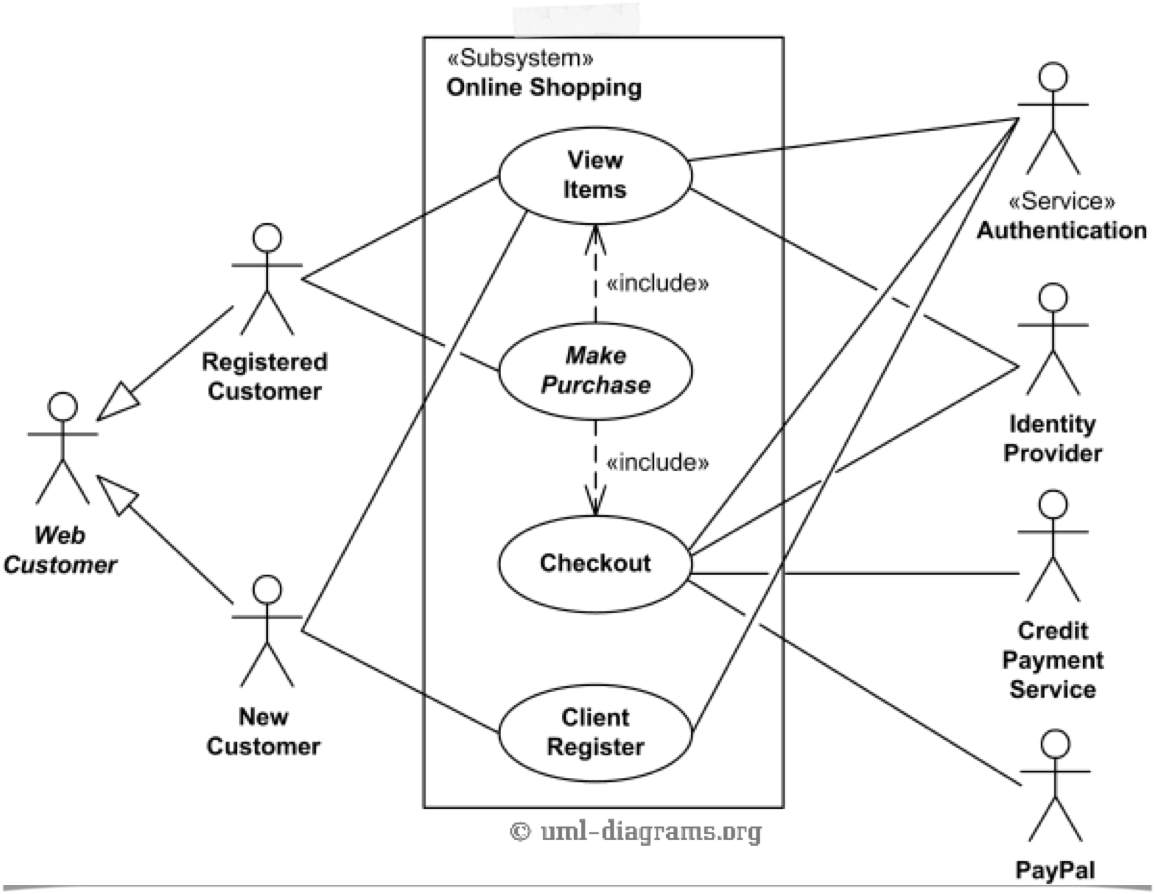 «Subsystem»
Online Shopping
View
Items
«include»
Make
Purchase
«include»
Checkout
Client
Register
Registered
Customer
Web
Customer
New
Customer
«Service»
Authentication
Identity
Provider
Credit
Payment
Service
PayPal
© uml-diagrams.org